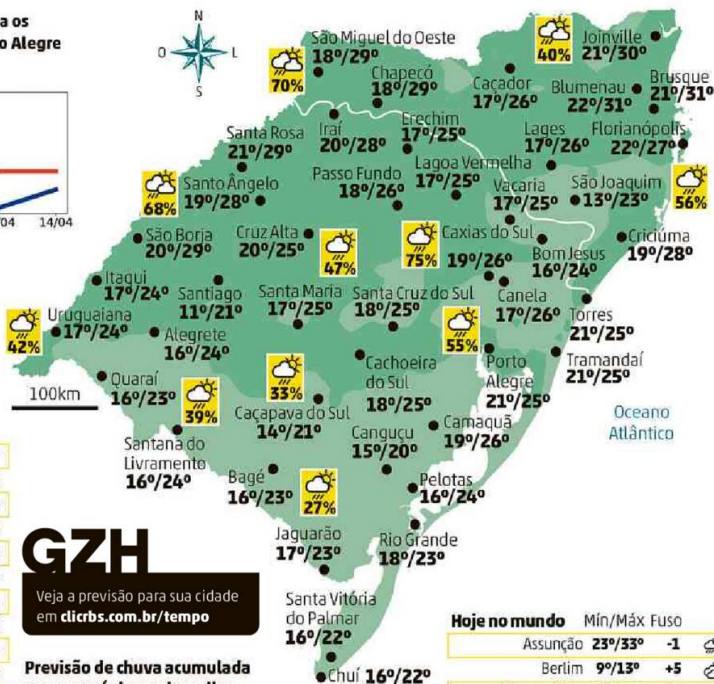 a os
o Alegre
/04
14/04
N
O
L
S
São Miguel do Oeste
18º/29º
70%
Chapecó
18º/29º
40%
Joinville
21º/30º
Caçador
17º/26º
Blumenau
22º/31º
Brusque
21º/31º
Erechim
17º/25º
Iraí
20º/28º
Santa Rosa
21º/29º
Lages
17º/26º
Florianópolis
22º/27º
Lagoa Vermelha
17º/25º
Passo Fundo
18º/26º
Vacaria
17º/25º
São Joaquim
13º/23º
56%
68%
Santo Ângelo
19º/28º
São Borja
20º/29º
Cruz Alta
20º/25º
47%
75%
Caxias do Sul
19º/26º
Bom Jesus
16º/24º
Criciúma
19º/28º
Itaqui
17º/24º
Santiago
11º/21º
Santa Maria
17º/25º
Santa Cruz do Sul
18º/25º
Canela
17º/26º
Torres
21º/25º
42%
Uruguaiana
17º/24º
Alegrete
16º/24º
55%
Porto
Alegre
21º/25º
Tramandaí
21º/25º
Cachoeira
do Sul
18º/25º
Quaraí
16º/23º
100km
39%
33%
Caçapava do Sul
14º/21º
Camaquã
19º/26º
Oceano
Atlântico
Santana do
Livramento
16º/24º
Canguçu
15º/20º
Bagé
16º/23º
27%
Pelotas
16º/24º
Jaguarão
17º/23º
Rio Grande
18º/23º
GZH
Veja a previsão para sua cidade
em clicrbs.com.br/tempo
Santa Vitória
do Palmar
16º/22º
Chuí 16º/22º
Previsão de chuva acumulada
Hoje no mundo Mín/Máx Fuso
Assunção 23º/33º -1
Berlim 9º/13º +5